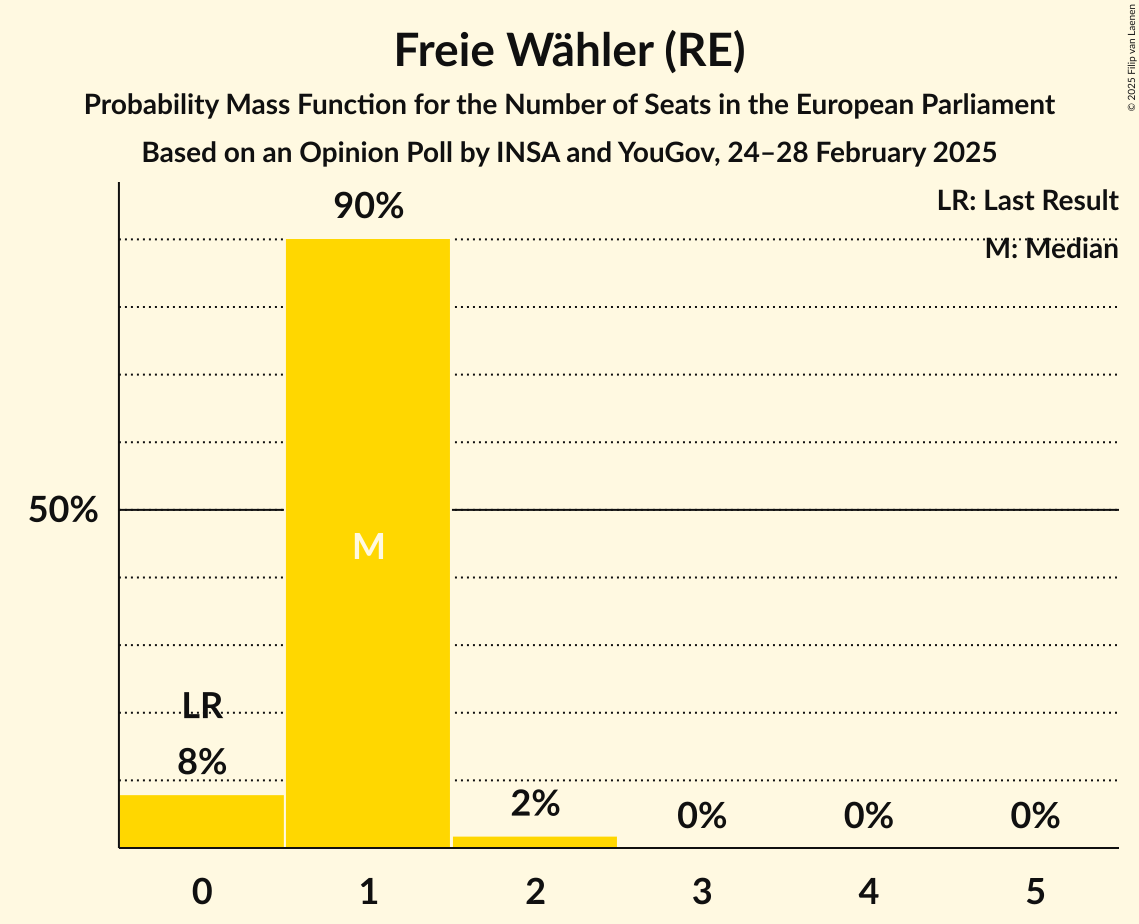 Freie Wähler (RE)
Probability Mass Function for the Number of Seats in the European Parliament
Based on an Opinion Poll by INSA and YouGov, 24–28 February 2025
© 2025 Filip van Laenen
LR: Last Result
M: Median
90%
50%
M
LR
8%
2%
0%
0%
0%
0 1 2 3 4 5